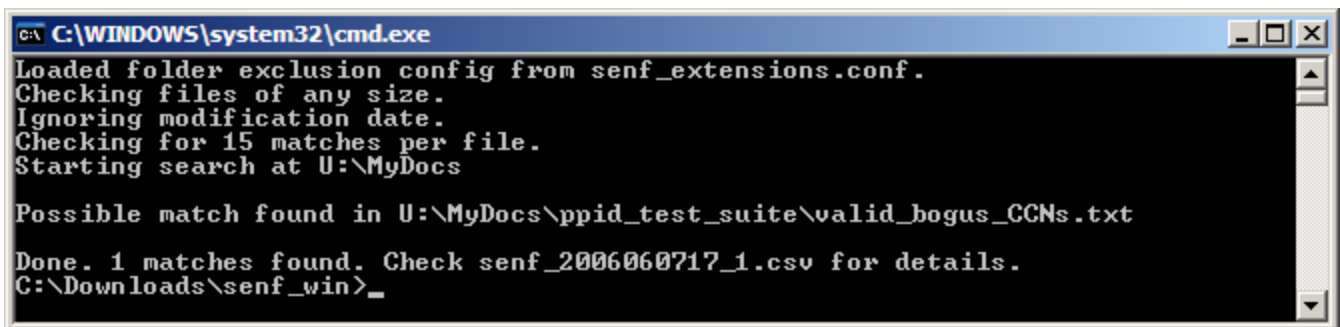 C:\WINDOWS\system32\cmd.exe
Loaded folder exclusion config from senf_extensions.conf.
Checking files of any size.
Ignoring modification date.
Checking for 15 matches per file.
Starting search at U:\MyDocs
Possible match found in U:\MyDocs\ppid_test_suite\valid_bogus_CCNs.txt
Done. 1 matches found. Check senf_2006060717_1.csv for details.
C:\Downloads\senf_win>_